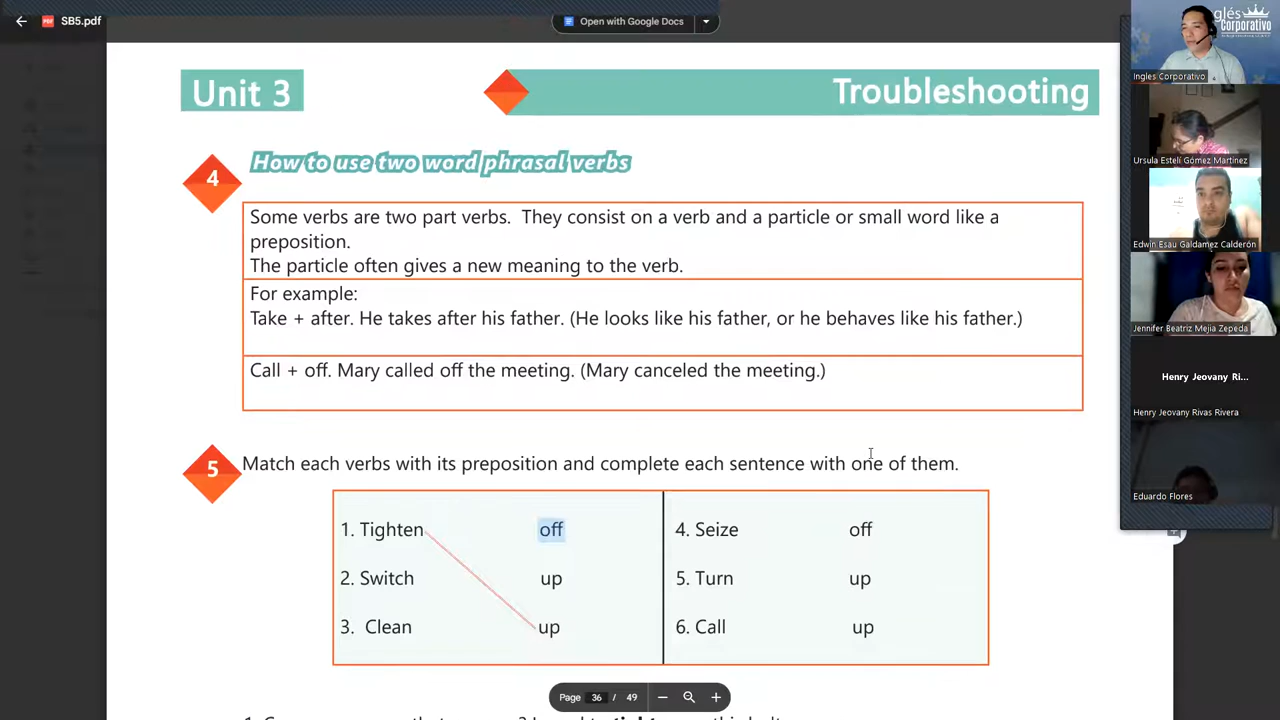 SB5.pdf
Open with Google Docs
Unit 3
Troubleshooting
4
How to use two word phrasal verbs
Some verbs are two part verbs. They consist on a verb and a particle or small word like a
preposition.
The particle often gives a new meaning to the verb.
For example:
Take + after. He takes after his father. (He looks like his father, or he behaves like his father.)
Call + off. Mary called off the meeting. (Mary canceled the meeting.)
5
Match each verbs with its preposition and complete each sentence with one of them.
1. Tighten off
2. Switch up
3. Clean up
4. Seize off
5. Turn up
6. Call up
Page 36 / 49
glés
Corporativo
Ingles Corporativo
Ursula Estelí Gómez Martínez
Edwin Esau Galdamez Calderón
Jennifer Beatriz Mejia Zepeda
Henry Jeovany Ri...
Henry Jeovany Rivas Rivera
Eduardo Flores